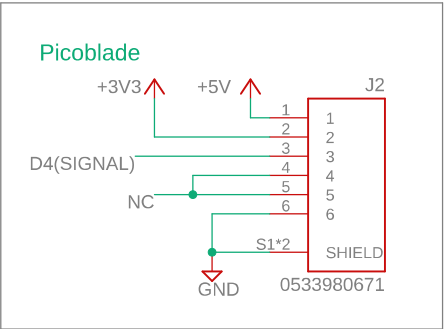 Picoblade
+3V3 +5V J2
1 1
2 2
3 3
D4(SIGNAL)
4 4
5 5
NC
6 6
S1*2 SHIELD
GND 0533980671